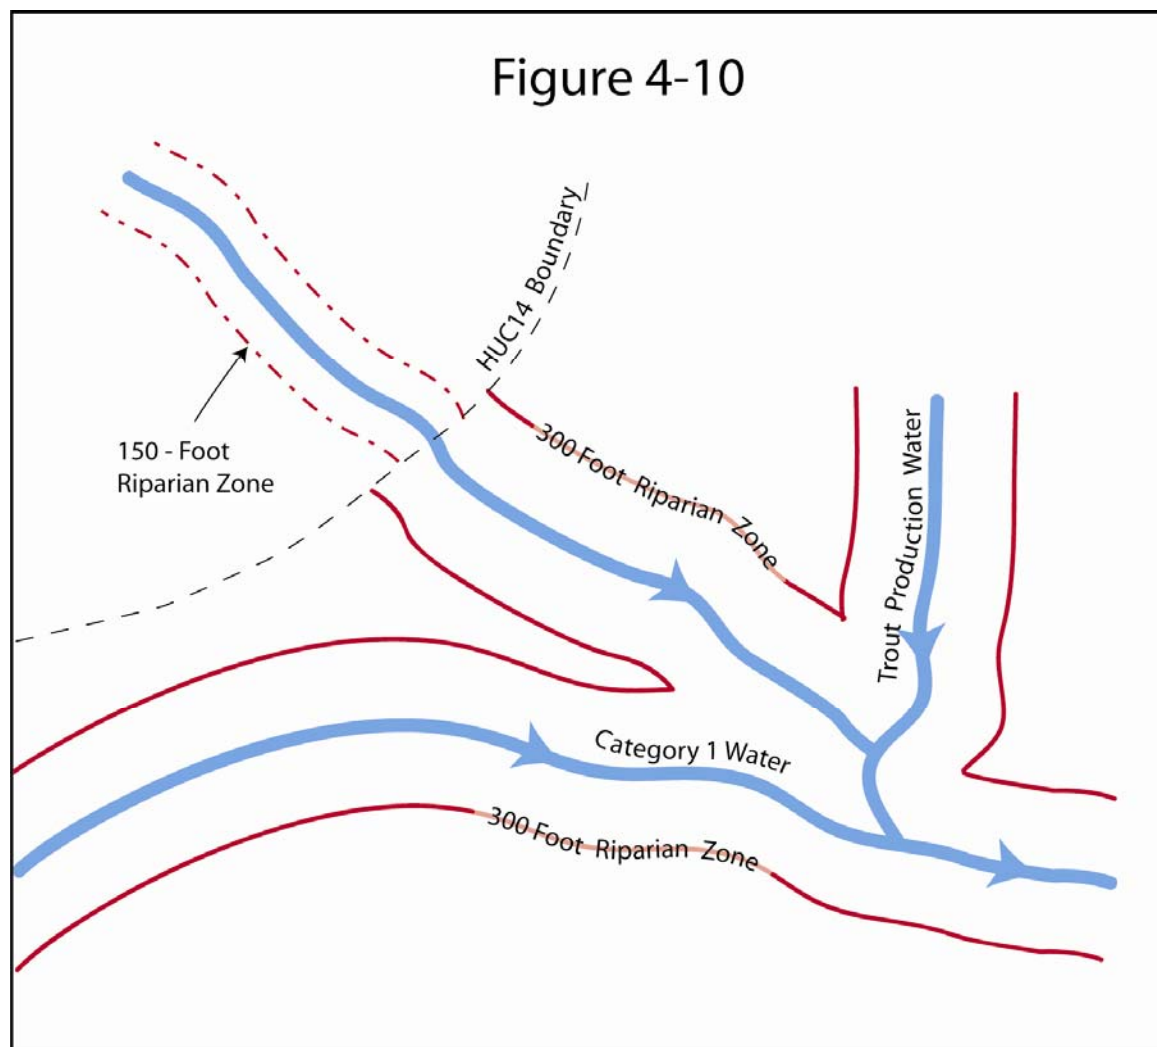 Figure 4-10
HUC14 Boundary
150 - Foot
Riparian Zone
300 Foot Riparian Zone
Trout Production Water
Category 1 Water
300 Foot Riparian Zone